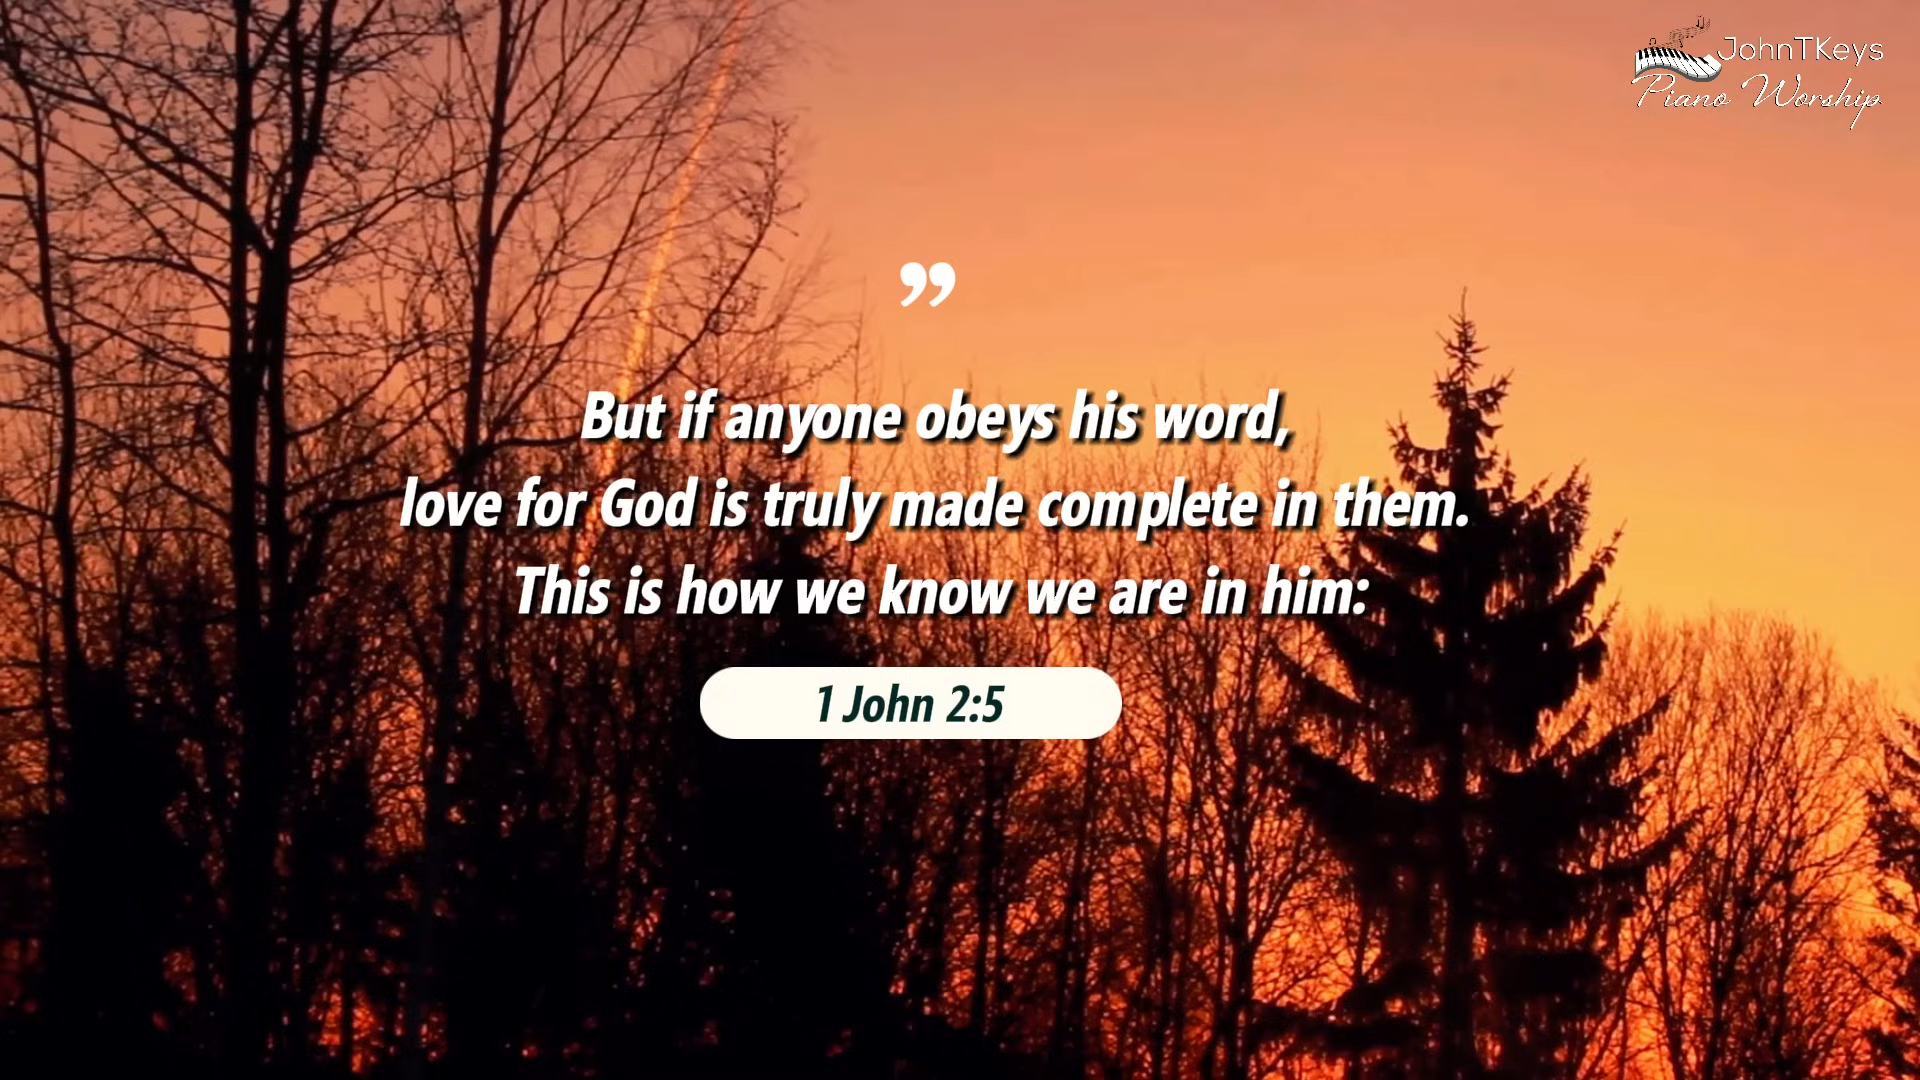 JohnTKeys
Piano Worship
”
But if anyone obeys his word,
love for God is truly made complete in them.
This is how we know we are in him:
1 John 2:5